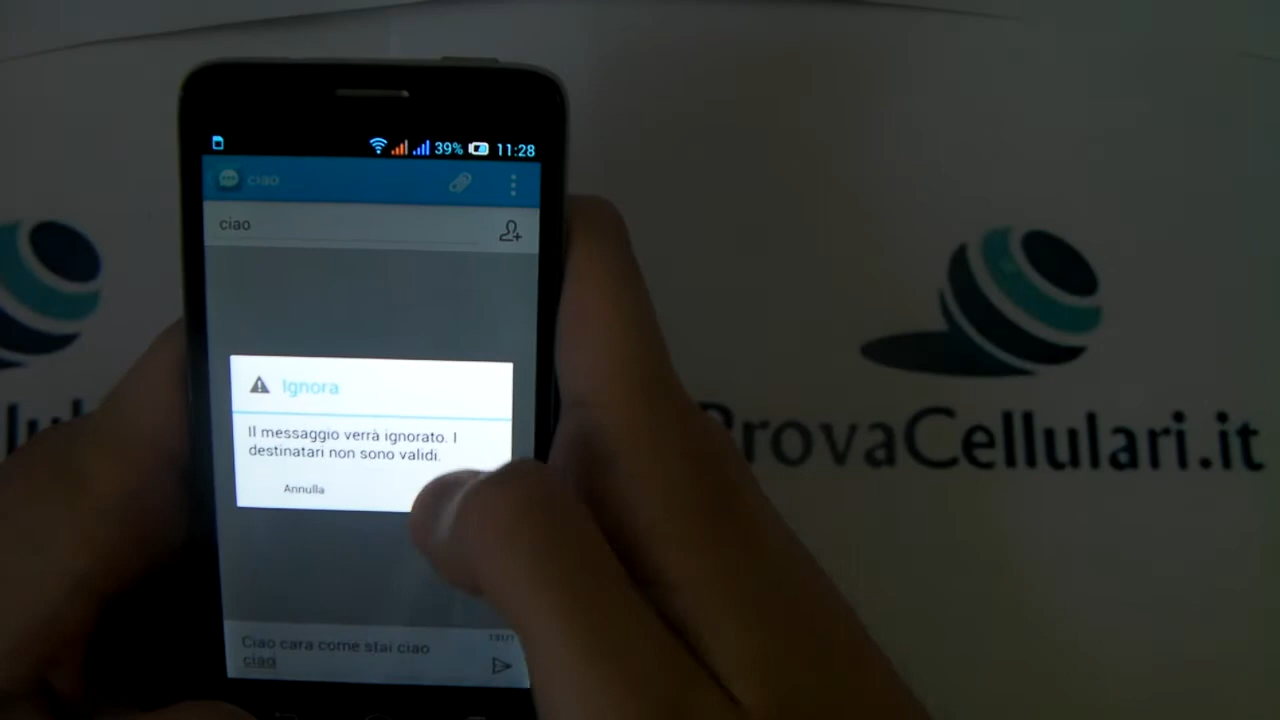 39% 11:28
ciao
ciao
Ignora
Il messaggio verrà ignorato. I
destinatari non sono validi.
Annulla
Ciao cara come stai ciao
ciao
ProvaCellulari.it